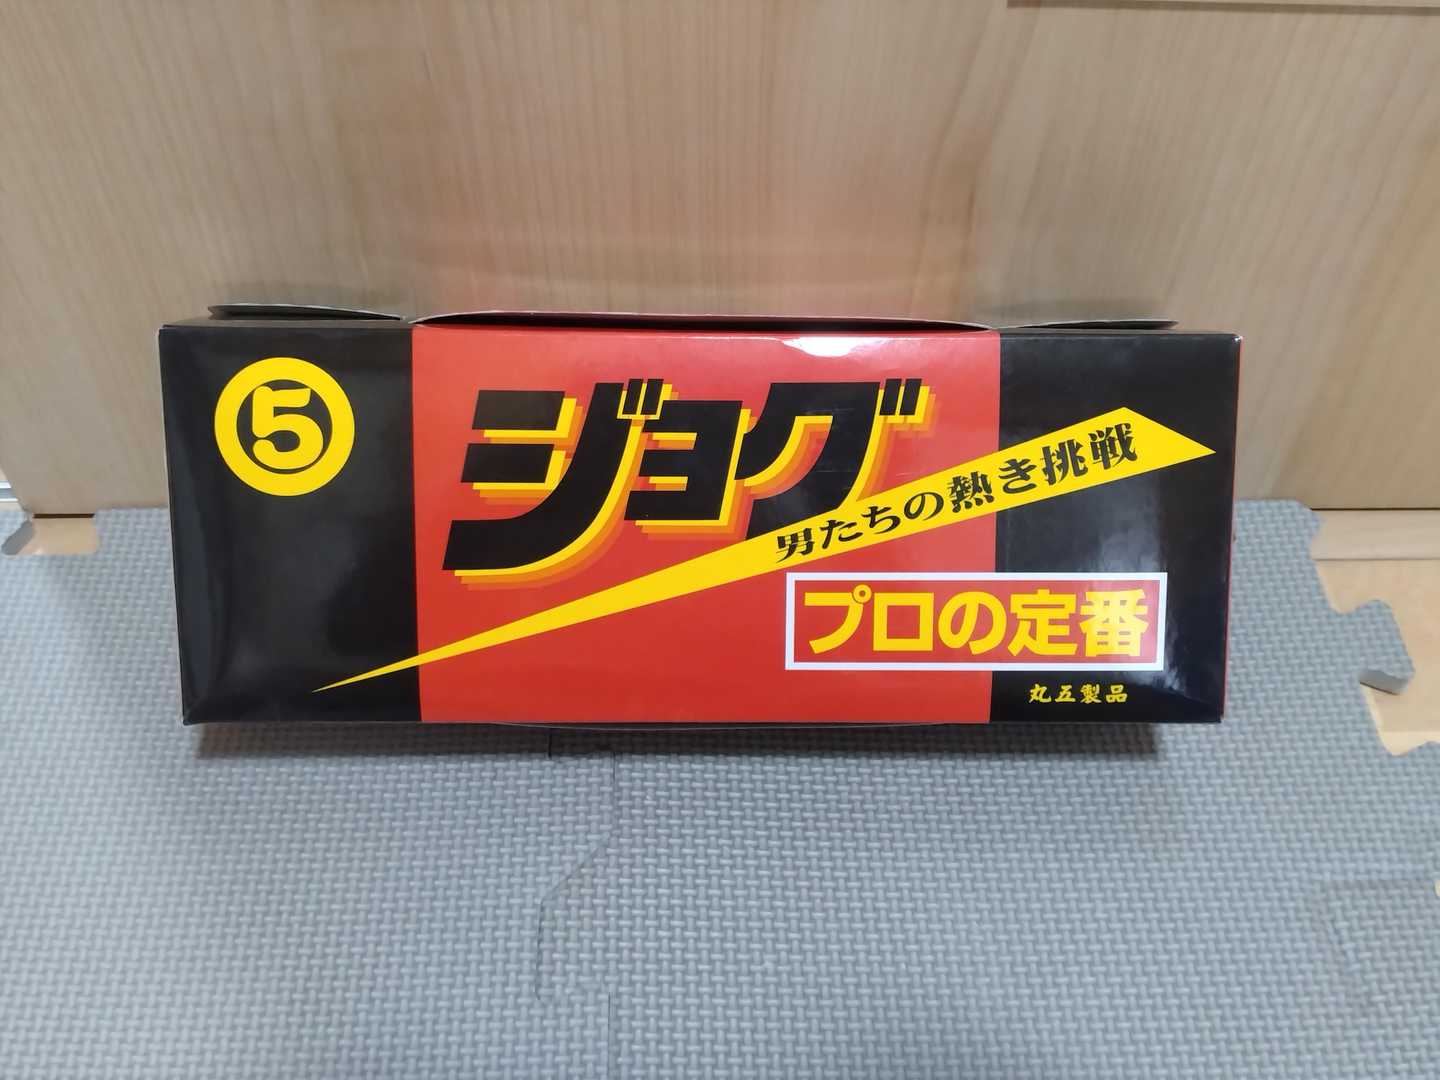 ⑤
ジョグ
男たちの熱き挑戦
プロの定番
丸五製品